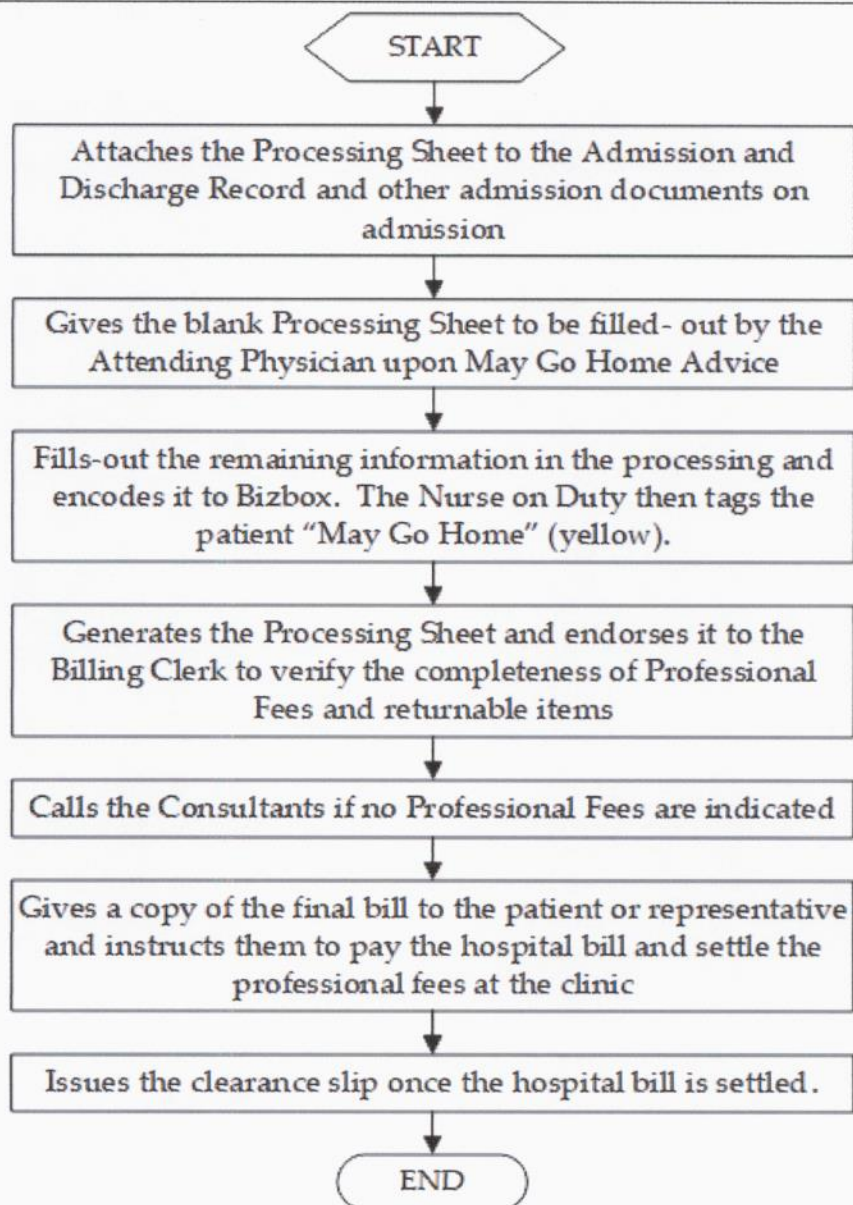 START
Attaches the Processing Sheet to the Admission and
Discharge Record and other admission documents on
admission
Gives the blank Processing Sheet to be filled- out by the
Attending Physician upon May Go Home Advice
Fills-out the remaining information in the processing and
encodes it to Bizbox. The Nurse on Duty then tags the
patient "May Go Home" (yellow).
Generates the Processing Sheet and endorses it to the
Billing Clerk to verify the completeness of Professional
Fees and returnable items
Calls the Consultants if no Professional Fees are indicated
Gives a copy of the final bill to the patient or representative
and instructs them to pay the hospital bill and settle the
professional fees at the clinic
Issues the clearance slip once the hospital bill is settled.
END